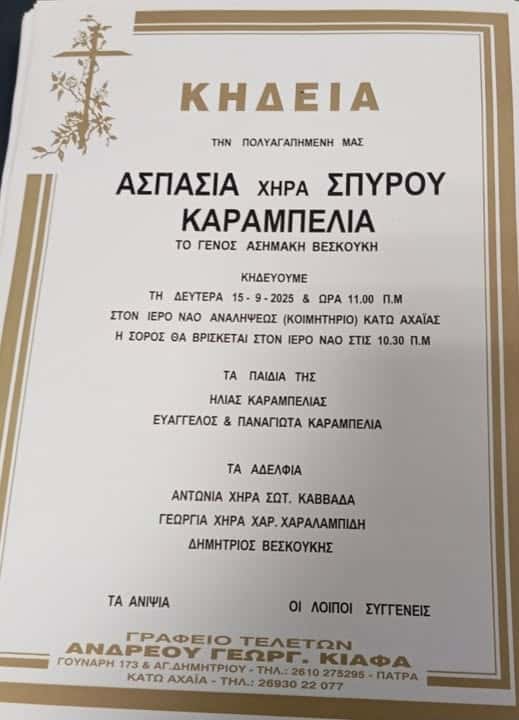 ΚΗΔΕΙΑ
ΤΗΝ ΠΟΛΥΑΓΑΠΗΜΕΝΗ ΜΑΣ
ΑΣΠΑΣΙΑ ΧΗΡΑ ΣΠΥΡΟΥ
ΚΑΡΑΜΠΕΛΙΑ
ΤΟ ΓΕΝΟΣ ΑΣΗΜΑΚΗ ΒΕΣΚΟΥΚΗ
ΚΗΔΕΥΟΥΜΕ
ΤΗ ΔΕΥΤΕΡΑ 15 - 9 - 2025 & ΩΡΑ 11.00 Π.Μ
ΣΤΟΝ ΙΕΡΟ ΝΑΟ ΑΝΑΛΗΨΕΩΣ (ΚΟΙΜΗΤΗΡΙΟ) ΚΑΤΩ ΑΧΑΪΑΣ
Η ΣΟΡΟΣ ΘΑ ΒΡΙΣΚΕΤΑΙ ΣΤΟΝ ΙΕΡΟ ΝΑΟ ΣΤΙΣ 10.30 Π.Μ
ΤΑ ΠΑΙΔΙΑ ΤΗΣ
ΗΛΙΑΣ ΚΑΡΑΜΠΕΛΙΑΣ
ΕΥΑΓΓΕΛΟΣ & ΠΑΝΑΓΙΩΤΑ ΚΑΡΑΜΠΕΛΙΑ
ΤΑ ΑΔΕΛΦΙΑ
ΑΝΤΩΝΙΑ ΧΗΡΑ ΣΩΤ. ΚΑΒΒΑΔΑ
ΓΕΩΡΓΙΑ ΧΗΡΑ ΧΑΡ. ΧΑΡΑΛΑΜΠΙΔΗ
ΔΗΜΗΤΡΙΟΣ ΒΕΣΚΟΥΚΗΣ
ΤΑ ΑΝΙΨΙΑ ΟΙ ΛΟΙΠΟΙ ΣΥΓΓΕΝΕΙΣ
ΓΡΑΦΕΙΟ ΤΕΛΕΤΩΝ
ΑΝΔΡΕΟΥ ΓΕΩΡΓ. ΚΙΑΦΑ
ΓΟΥΝΑΡΗ 173 & ΑΓ.ΔΗΜΗΤΡΙΟΥ - ΤΗΛ.: 2610 275295 - ΠΑΤΡΑ
ΚΑΤΩ ΑΧΑΪΑ - ΤΗΛ.: 26930 22 077